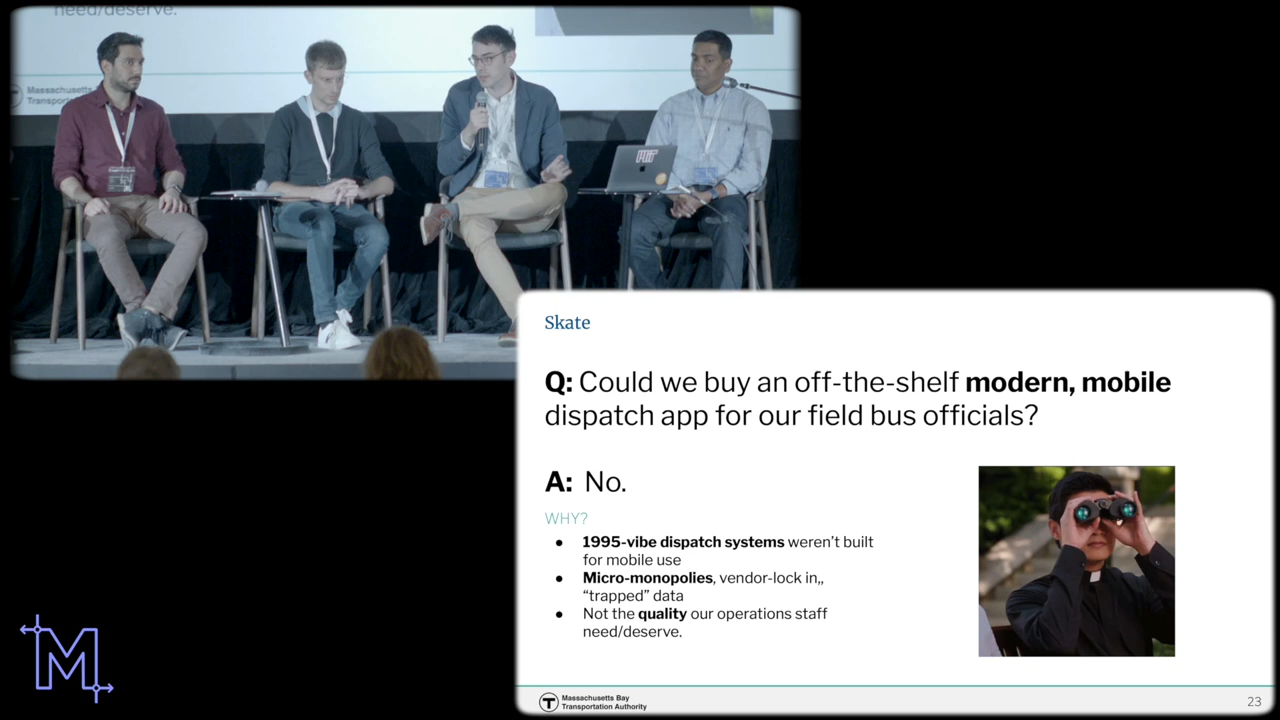 need/deserve.
Massachusetts B
Transporta
MIT
Skate
Q: Could we buy an off-the-shelf modern, mobile
dispatch app for our field bus officials?
A: No.
WHY?
● 1995-vibe dispatch systems weren’t built
for mobile use
● Micro-monopolies, vendor-lock in,,
“trapped” data
● Not the quality our operations staff
need/deserve.
T
Massachusetts Bay
Transportation Authority
23
M